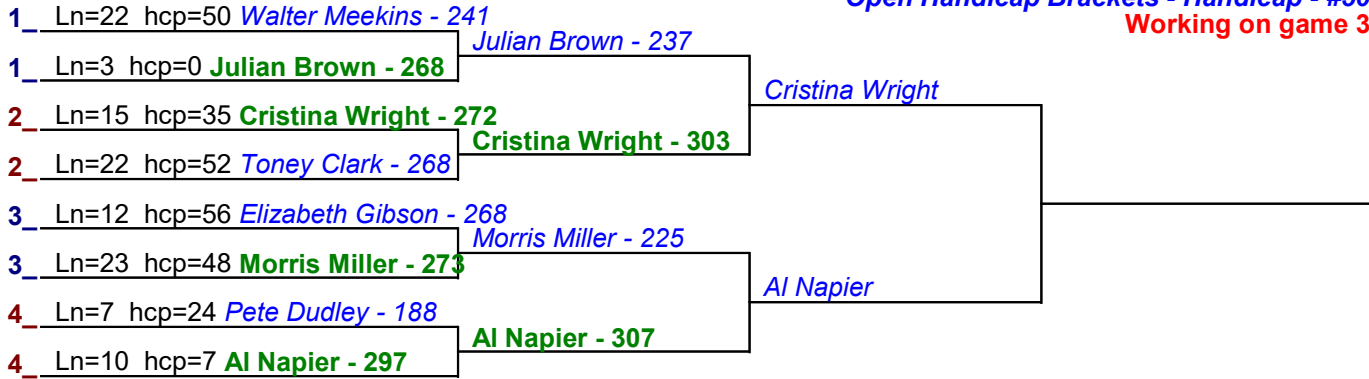 Open Handicap Brackets - Handicap -
Working on game 3
1_ Ln=22 hcp=50 Walter Meekins - 241
Julian Brown - 237
1_ Ln=3 hcp=0 Julian Brown - 268
Cristina Wright
2_ Ln=15 hcp=35 Cristina Wright - 272
Cristina Wright - 303
2_ Ln=22 hcp=52 Toney Clark - 268
3_ Ln=12 hcp=56 Elizabeth Gibson - 268
Morris Miller - 225
3_ Ln=23 hcp=48 Morris Miller - 273
Al Napier
4_ Ln=7 hcp=24 Pete Dudley - 188
Al Napier - 307
4_ Ln=10 hcp=7 Al Napier - 297